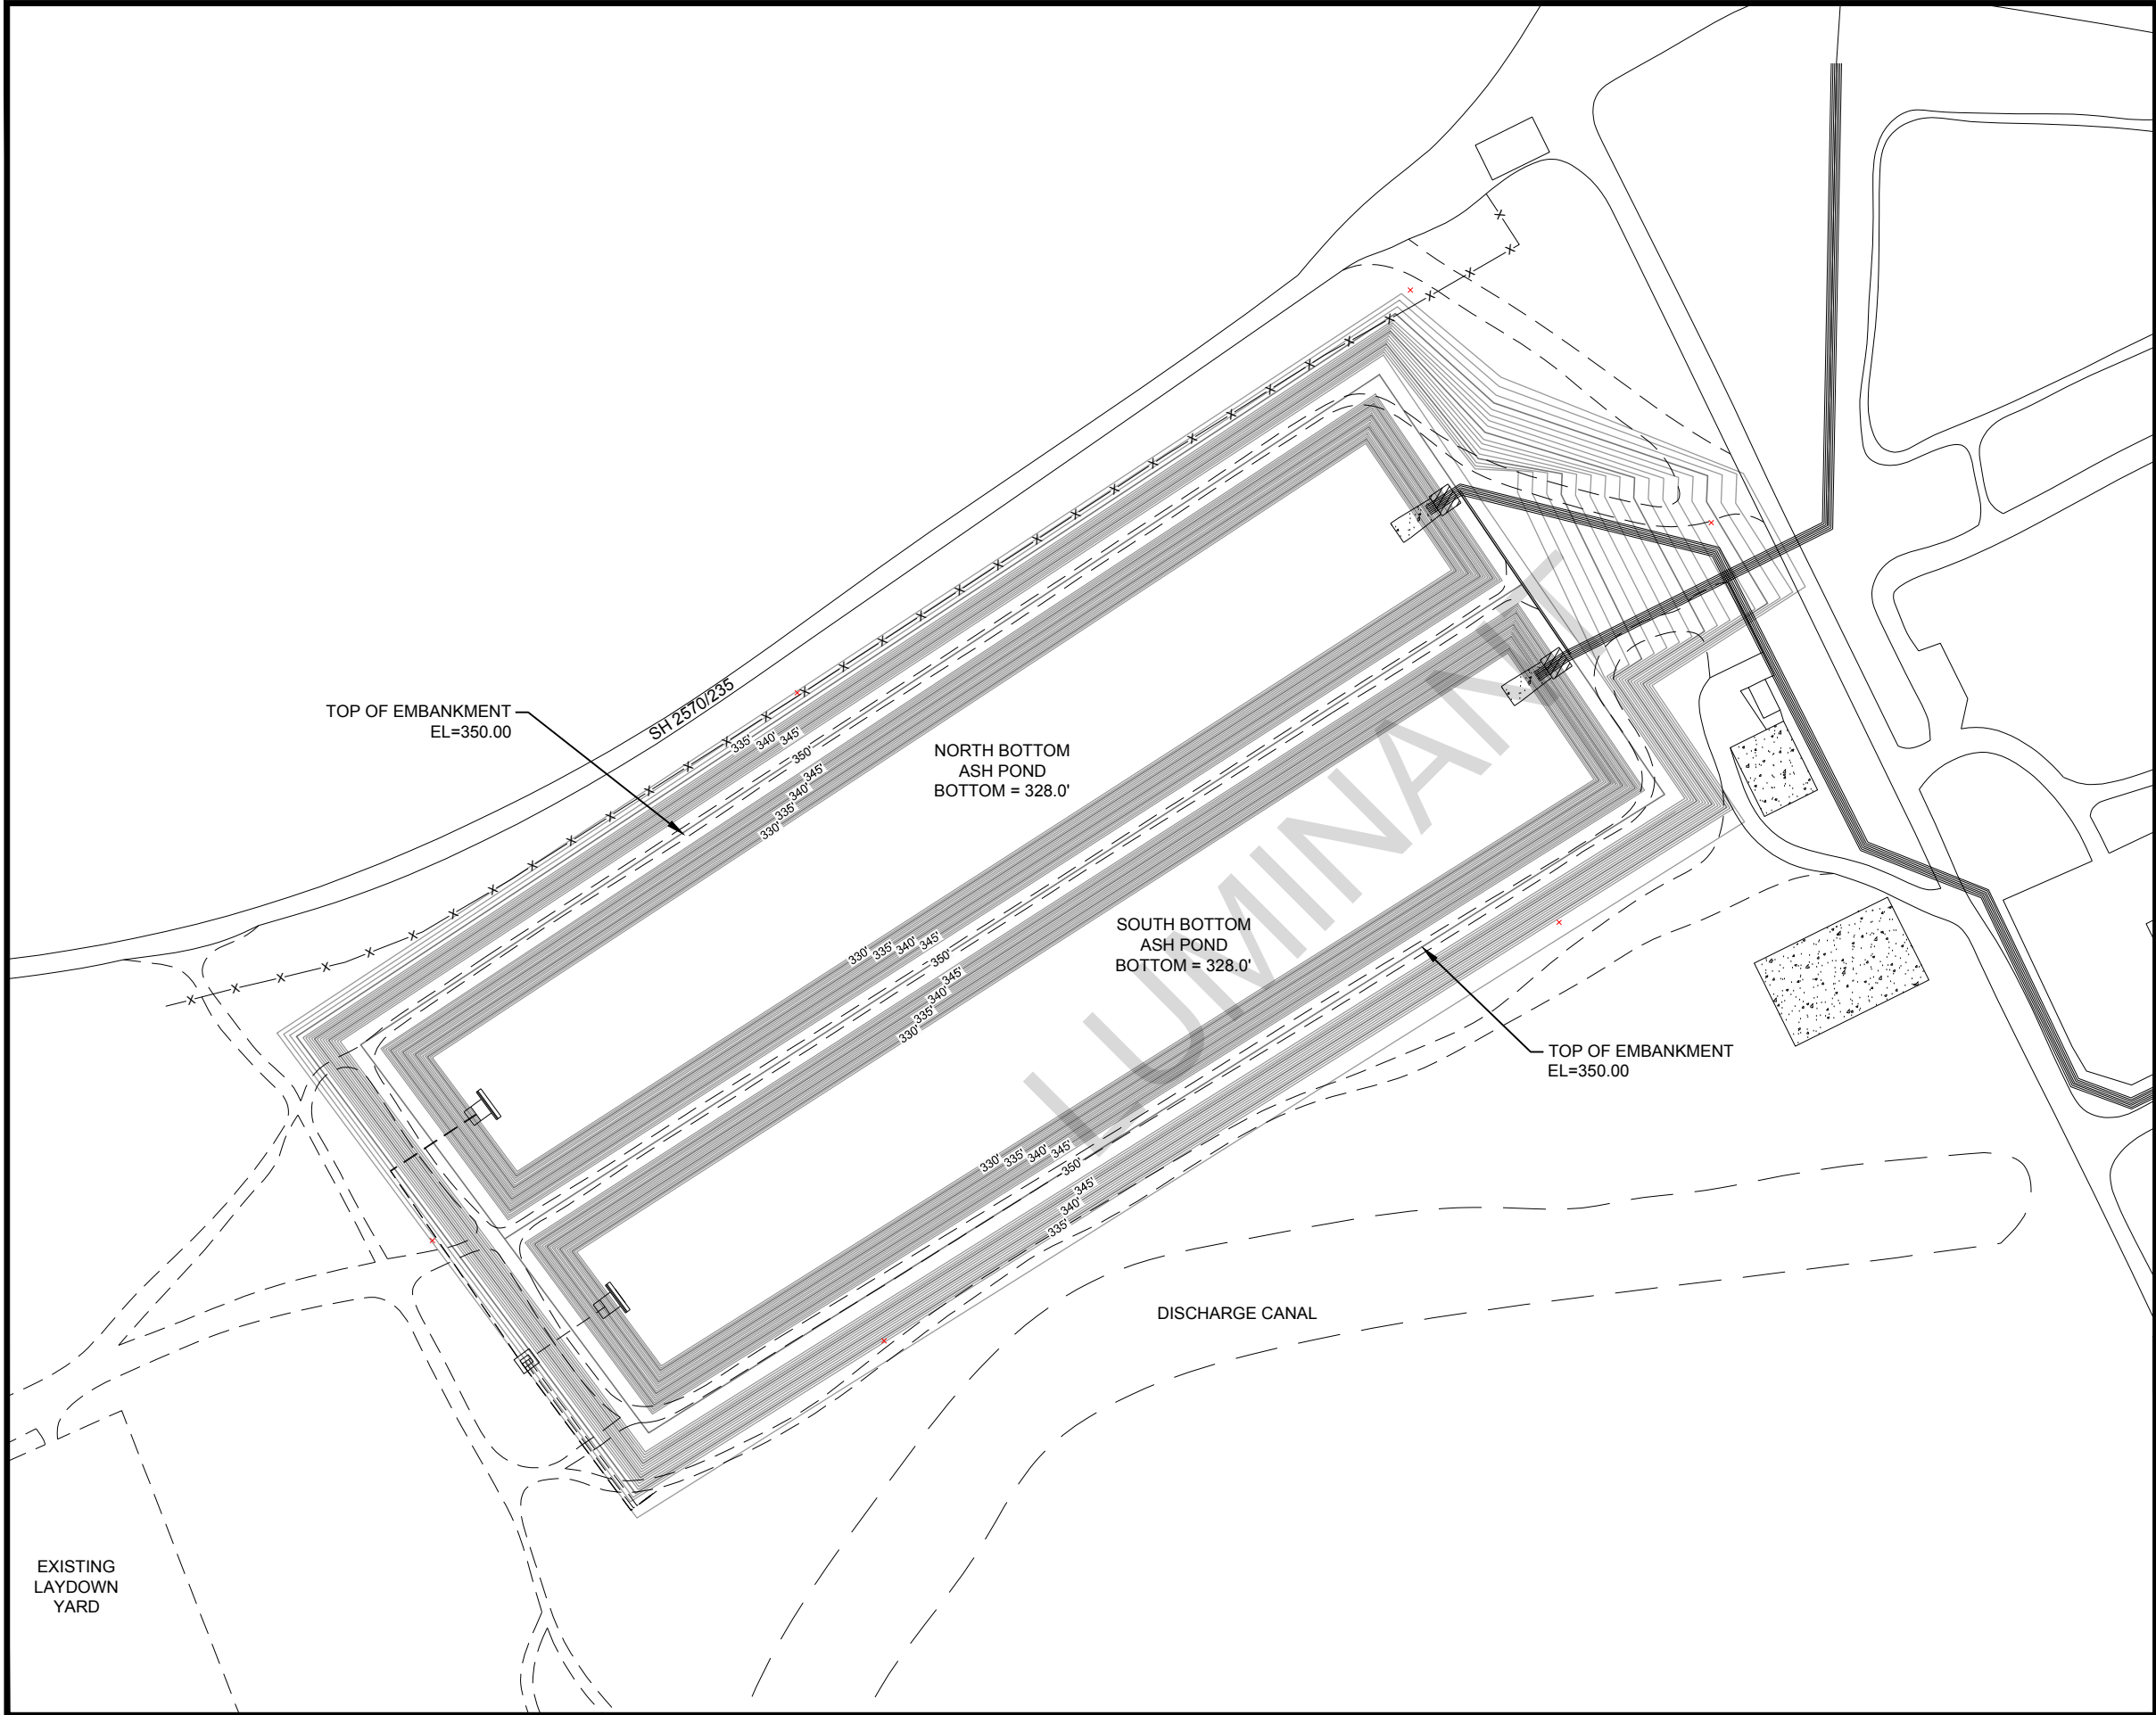 SH 2570/235
TOP OF EMBANKMENT
EL=350.00
335' 340' 345'
350'
345'
340'
335'
330'
NORTH BOTTOM
ASH POND
BOTTOM = 328.0'
330' 335' 340' 345'
350'
345'
340'
335'
330'
SOUTH BOTTOM
ASH POND
BOTTOM = 328.0'
LUMINANT
TOP OF EMBANKMENT
EL=350.00
330' 335' 340' 345'
350'
345'
340'
335'
DISCHARGE CANAL
EXISTING
LAYDOWN
YARD